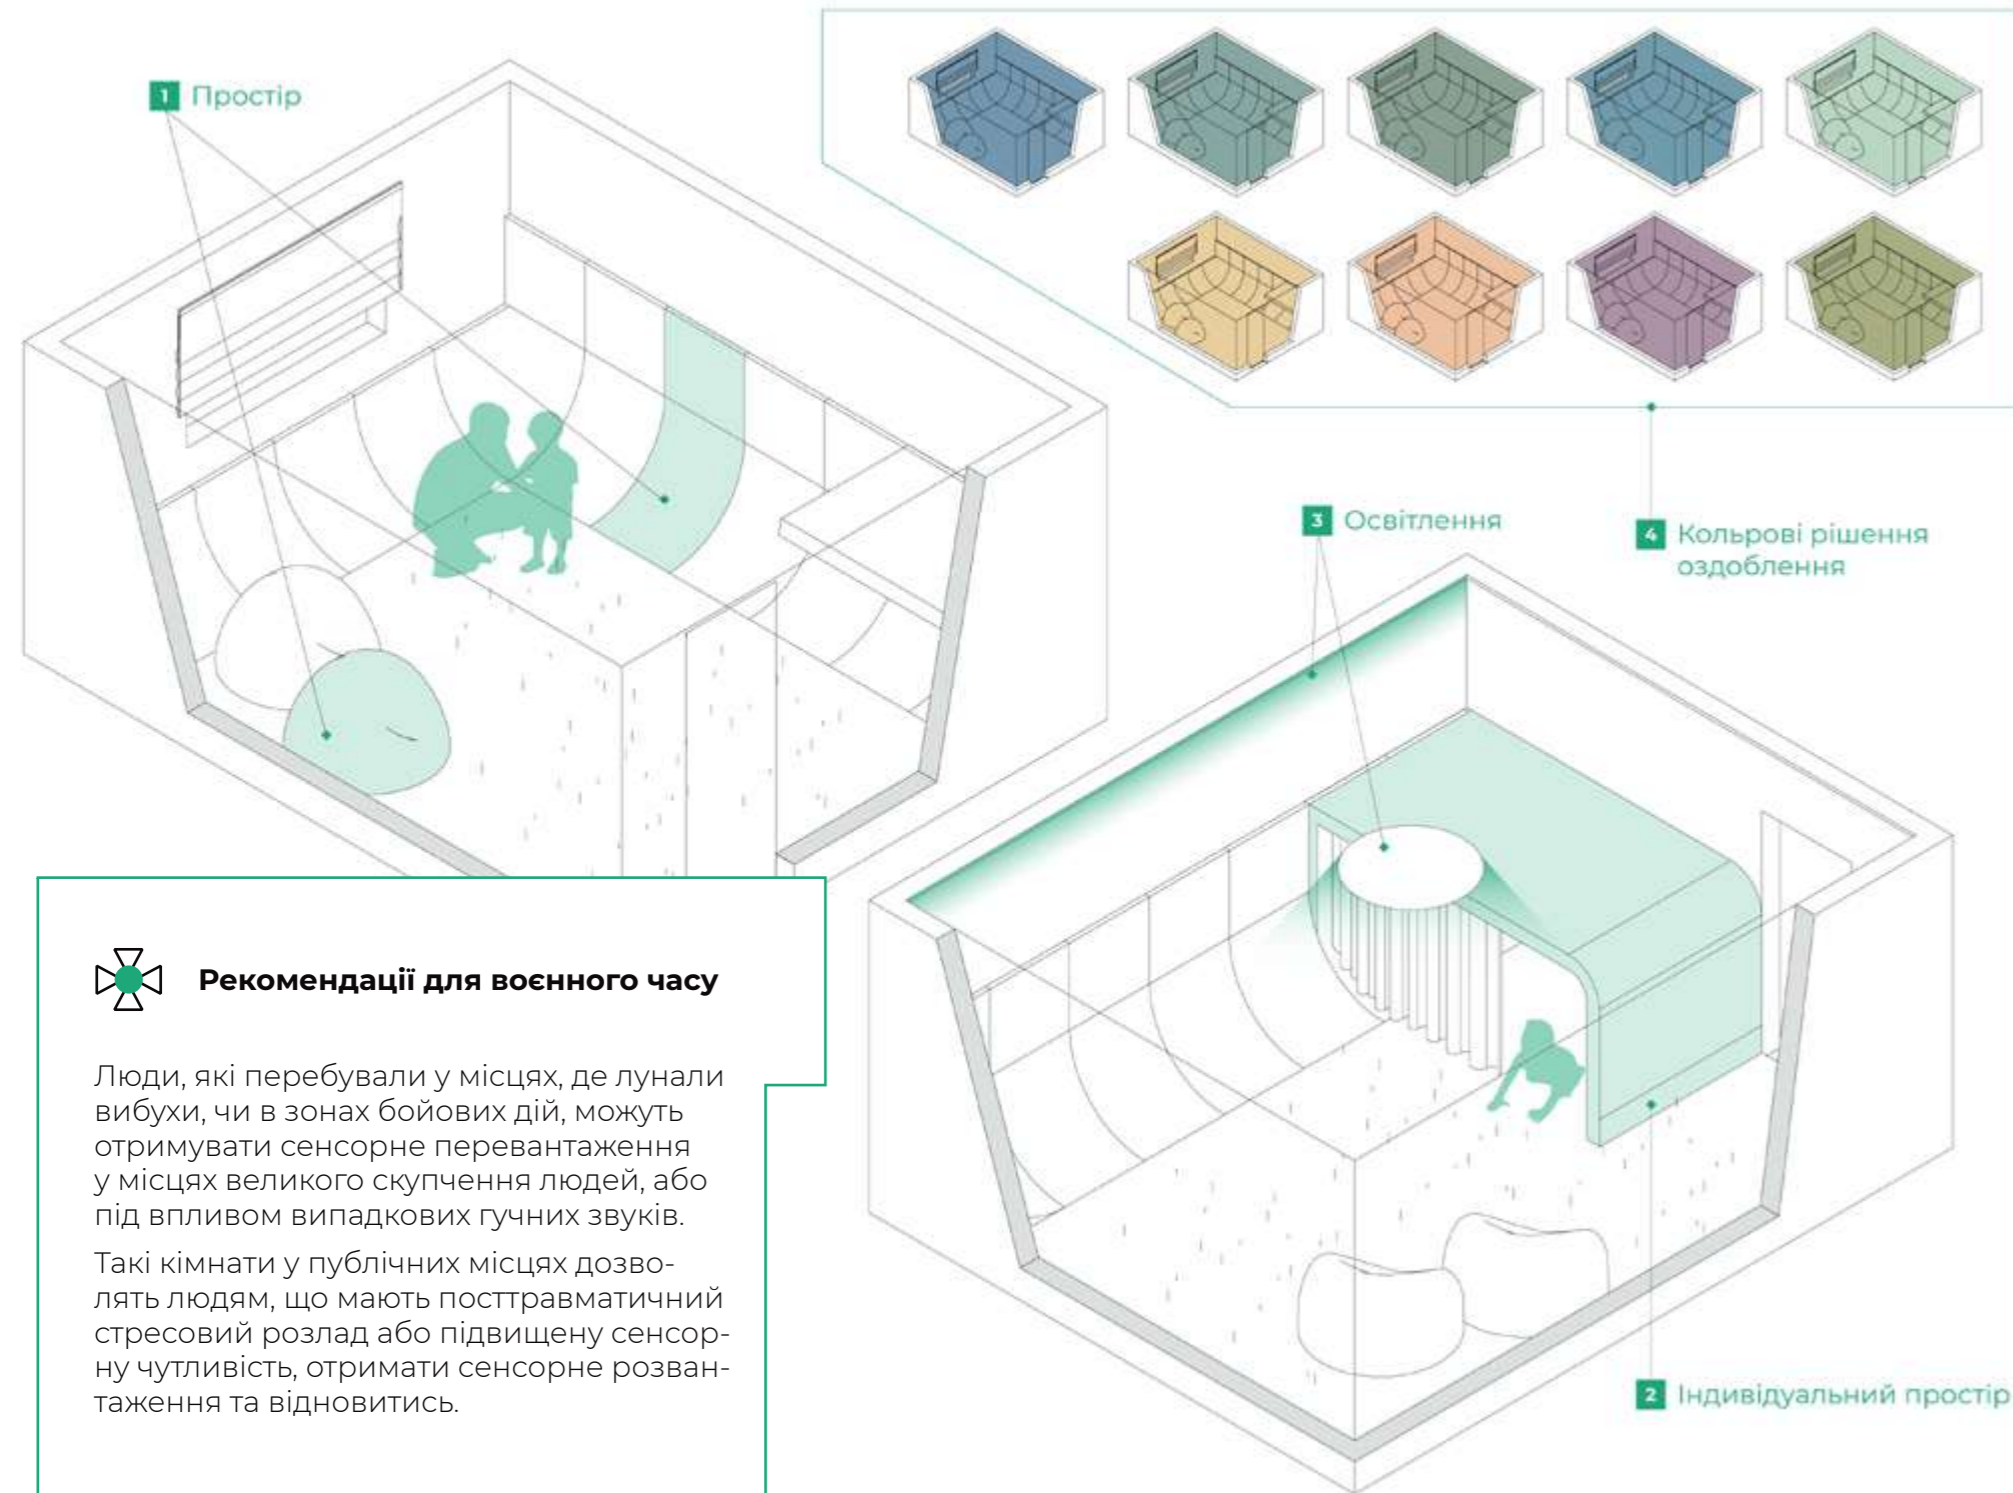 1 Простір
3 Освітлення
4 Кольрові рішення
оздоблення
Рекомендації для воєнного часу
Люди, які перебували у місцях, де лунали
вибухи, чи в зонах бойових дій, можуть
отримувати сенсорне перевантаження
у місцях великого скупчення людей, або
під впливом випадкових гучних звуків.
Такі кімнати у публічних місцях дозво-
лять людям, що мають посттравматичний
стресовий розлад або підвищену сенсор-
ну чутливість, отримати сенсорне розван-
таження та відновитись.
2 Індивідуальний простір